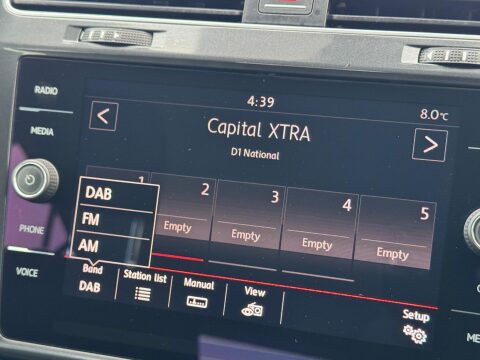 RADIO
MEDIA
PHONE
VOICE
4:39
8.0°C
<
Capital XTRA
>
D1 National
1
2
3
4
5
Empty
Empty
Empty
Empty
DAB
FM
AM
Band
DAB
Station list
Manual
View
Setup